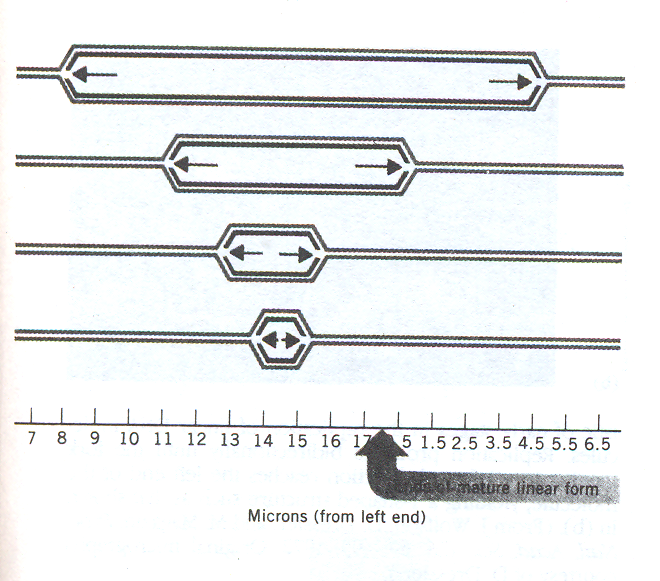 7 8 9 10 11 12 13 14 15 16 17 5 1.5 2.5 3.5 4.5 5.5 6.5
of mature linear form
Microns (from left end)